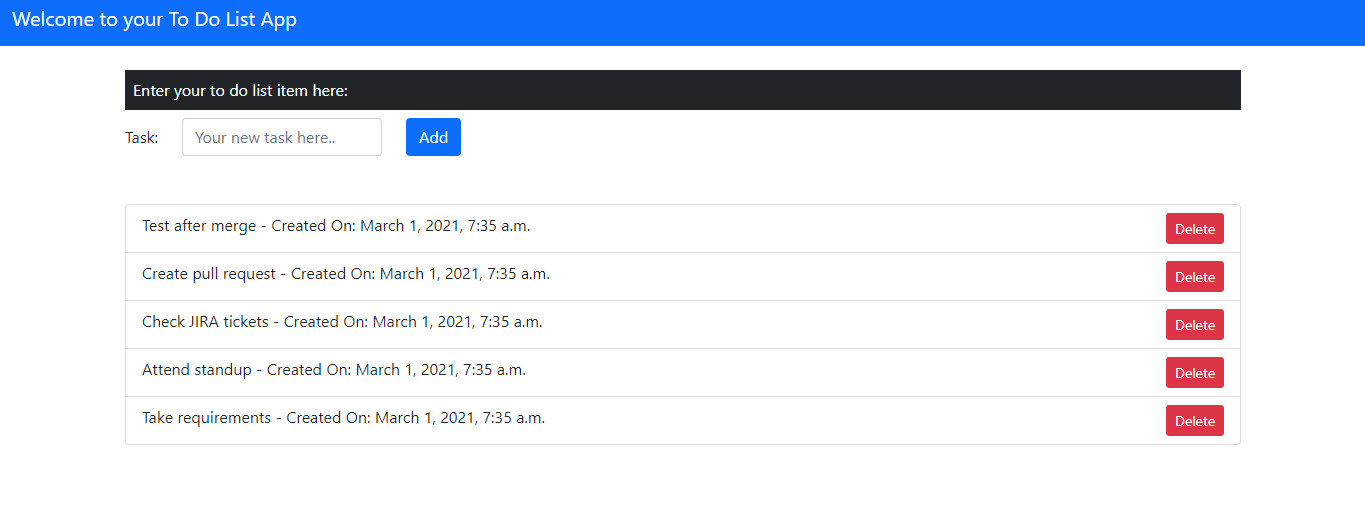 Welcome to your To Do List App
Enter your to do list item here:
Task: Your new task here.. Add
Test after merge - Created On: March 1, 2021, 7:35 a.m. Delete
Create pull request - Created On: March 1, 2021, 7:35 a.m. Delete
Check JIRA tickets - Created On: March 1, 2021, 7:35 a.m. Delete
Attend standup - Created On: March 1, 2021, 7:35 a.m. Delete
Take requirements - Created On: March 1, 2021, 7:35 a.m. Delete